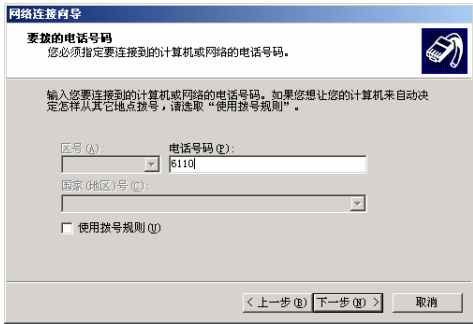 网络连接向导
要拨的电话号码
您必须指定要连接到的计算机或网络的电话号码。
输入您要连接到的计算机或网络的电话号码。如果您想让您的计算机来自动决
定怎样从其它地点拨号，请选取“使用拨号规则”。
区号(A): 电话号码(P):
6110
国家(地区)号(C):
使用拨号规则(U)
< 上一步(B) 下一步(N) > 取消